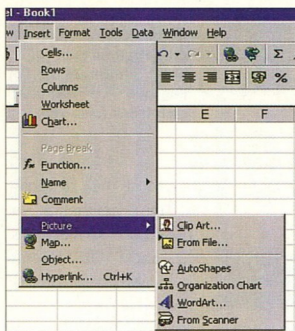 el - Book1
w Insert Format Tools Data Window Help
Σ
%
Cells...
Rows
Columns
Worksheet
Chart...
E F
Page Break
fx Function...
Name
Comment
Picture
Map...
Object...
Hyperlink... Ctrl+K
Clip Art...
From File...
AutoShapes
Organization Chart
WordArt...
From Scanner